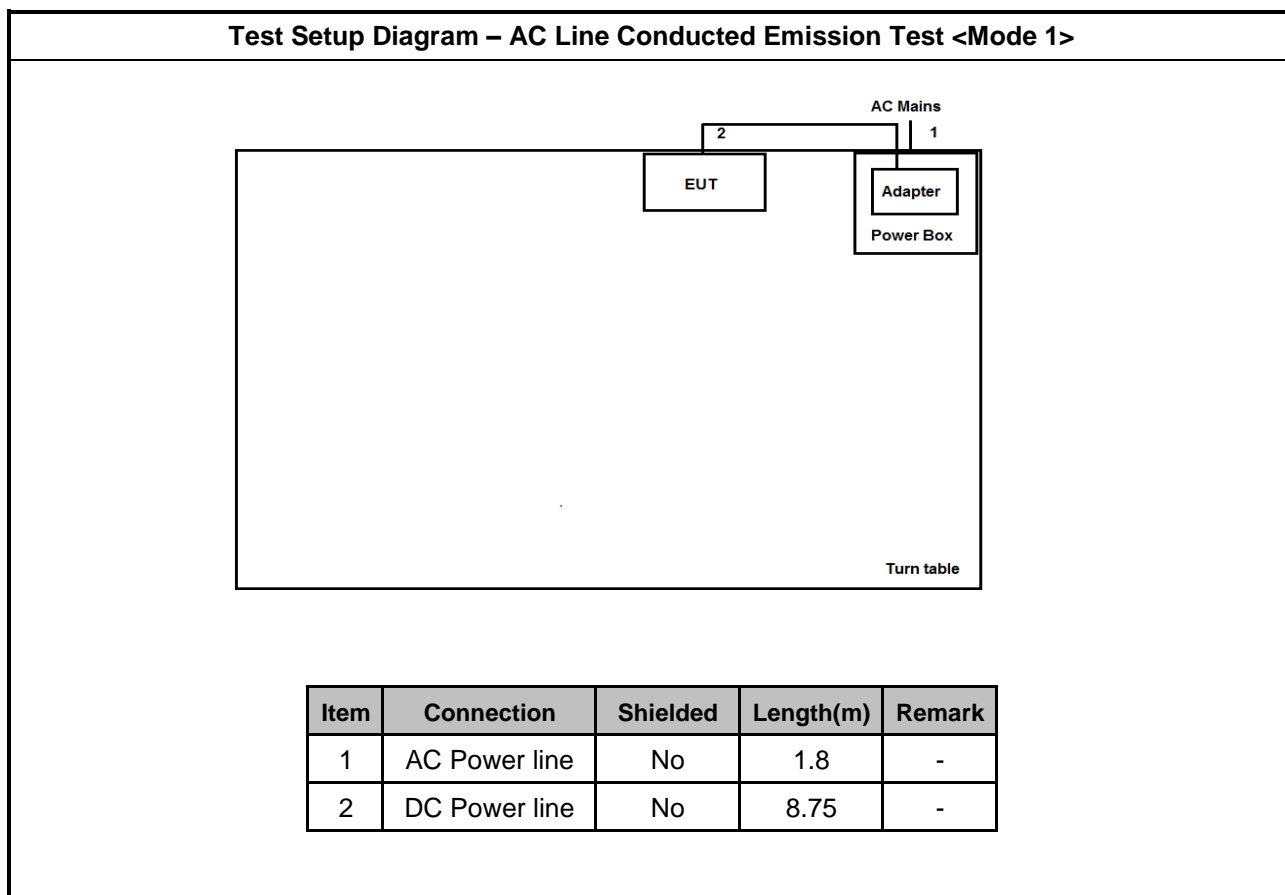 Test Setup Diagram – AC Line Conducted Emission Test <Mode 1>
AC Mains
2
1
EUT
Adapter
Power Box
Turn table
Item Connection Shielded Length(m) Remark
1 AC Power line No 1.8 -
2 DC Power line No 8.75 -